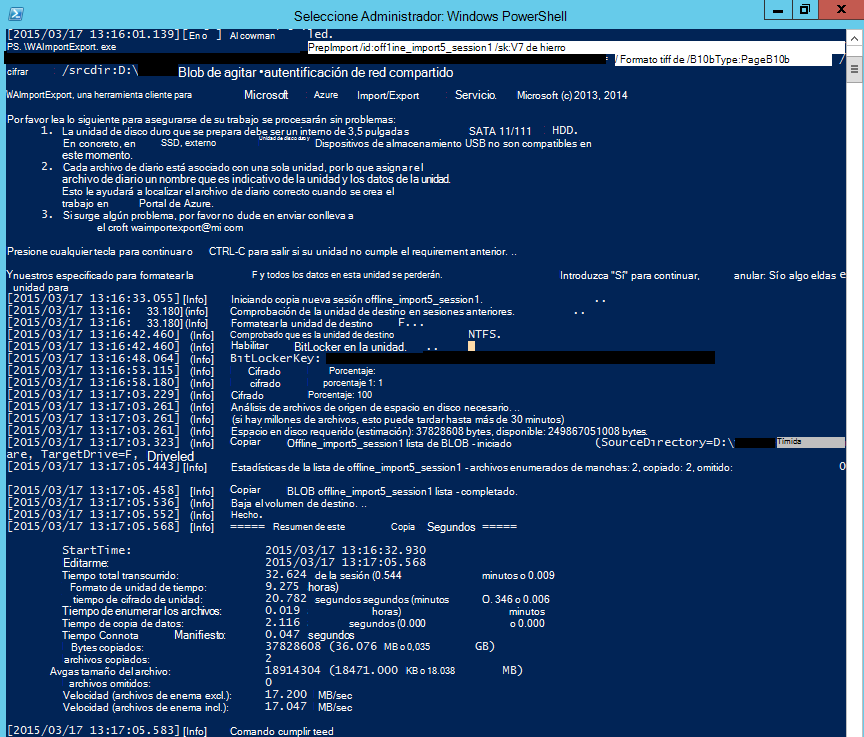 Seleccione Administrador: Windows PowerShell
[2015/03/17 13:16:01.139] [En o ] Al cowman led.
PS. \WAImportExport. exe PrepImport /id:off1ine_import5_session1 /sk:V7 de hierro
/ Formato tiff de /B10bType:PageB10b /
cifrar /srcdir:D:\ Blob de agitar •autentificación de red compartido
WAImportExport, una herramienta cliente para Microsoft Azure Import/Export Servicio. Microsoft (c) 2013, 2014
Por favor lea lo siguiente para asegurarse de su trabajo se procesarán sin problemas:
1. La unidad de disco duro que se prepara debe ser un interno de 3,5 pulgadas SATA 11/111 HDD.
En concreto, en SSD, externo Unidad de disco duro y Dispositivos de almacenamiento USB no son compatibles en
este momento.
2. Cada archivo de diario está asociado con una sola unidad, por lo que asignar el
archivo de diario un nombre que es indicativo de la unidad y los datos de la unidad.
Esto le ayudará a localizar el archivo de diario correcto cuando se crea el
trabajo en Portal de Azure.
3. Si surge algún problema, por favor no dude en enviar conlleva a
el croft waimportexport@mi com
Presione cualquier tecla para continuar o CTRL-C para salir si su unidad no cumple el requirement anterior. ..
Ynuestros especificado para formatear la F y todos los datos en esta unidad se perderán. Introduzca "Sí" para continuar, anular: Sí o algo eldas e
unidad para
[2015/03/17 13:16:33.055] [Info] Iniciando copia nueva sesión offline_import5_session1. ..
[2015/03/17 13:16: 33.180] (info) Comprobación de la unidad de destino en sesiones anteriores. ..
[2015/03/17 13:16: 33.180] (Info) Formatear la unidad de destino F...
[2015/03/17 13:16:42.460] (Info) Comprobado que es la unidad de destino NTFS.
[2015/03/17 13:16:42.460] [Info] Habilitar BitLocker en la unidad. ..
[2015/03/17 13:16:48.064] [Info] BitLockerKey:
[2015/03/17 13:16:53.115] [Info] Cifrado Porcentaje:
[2015/03/17 13:16:58.180] [Info] cifrado porcentaje 1: 1
[2015/03/17 13:17:03.229] [Info] Cifrado Porcentaje: 100
[2015/03/17 13:17:03.261] (Info) Análisis de archivos de origen de espacio en disco necesario. ..
[2015/03/17 13:17:03.261] (Info) (si hay millones de archivos, esto puede tardar hasta más de 30 minutos)
[2015/03/17 13:17:03.261] (Info) Espacio en disco requerido (estimación): 37828608 bytes, disponible: 249867051008 bytes.
[2015/03/17 13:17:03.323] [Info] Copiar Offline_import5_session1 lista de BLOB - iniciado (SourceDirectory=D:\ Tímida
are, TargetDrive=F, Driveled
[2015/03/17 13:17:05.443] [Info] Estadísticas de la lista de offline_import5_session1 - archivos enumerados de manchas: 2, copiado: 2, omitido: 0
[2015/03/17 13:17:05.458] [Info] Copiar BLOB offline_import5_session1 lista - completado.
[2015/03/17 13:17:05.536] (Info) Baja el volumen de destino. ..
[2015/03/17 13:17:05.552] (Info) Hecho.
[2015/03/17 13:17:05.568] [Info] ===== Resumen de este Copia Segundos =====
StartTime: 2015/03/17 13:16:32.930
Editarme: 2015/03/17 13:17:05.568
Tiempo total transcurrido: 32.624 de la sesión (0.544 minutos o 0.009
Formato de unidad de tiempo: 9.275 horas)
tiempo de cifrado de unidad: 20.782 segundos segundos (minutos O. 346 o 0.006
Tiempo de enumerar los archivos: 0.019 horas) minutos
Tiempo de copia de datos: 2.116 segundos (0.000 o 0.000
Tiempo Connota Manifiesto: 0.047 segundos
Bytes copiados: 37828608 (36.076 MB o 0,035 GB)
archivos copiados: 2
Avgas tamaño del archivo: 18914304 (18471.000 KB o 18.038 MB)
archivos omitidos: 0
Velocidad (archivos de enema excl.): 17.200 MB/sec
Velocidad (archivos de enema incl.): 17.047 MB/sec
[2015/03/17 13:17:05.583] [Info] Comando cumplir teed